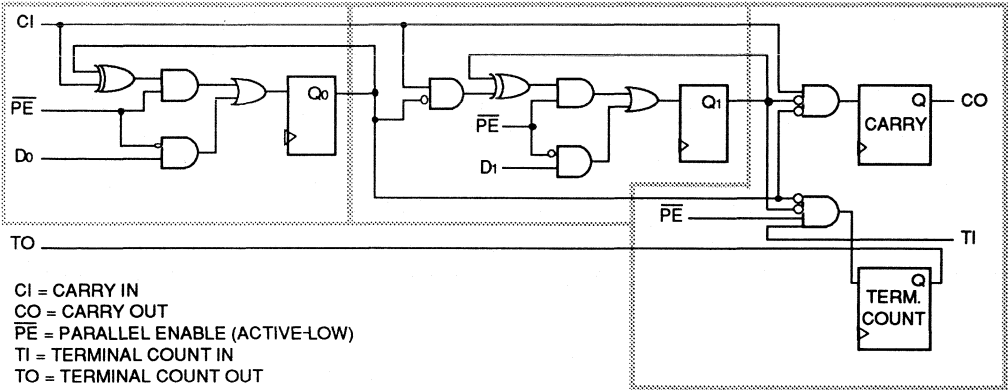 CI
PE
D0
Q0
PE
D1
Q1
Q
CARRY
CO
PE
TI
TO
Q
TERM.
COUNT
CI = CARRY IN
CO = CARRY OUT
PE = PARALLEL ENABLE (ACTIVE-LOW)
TI = TERMINAL COUNT IN
TO = TERMINAL COUNT OUT